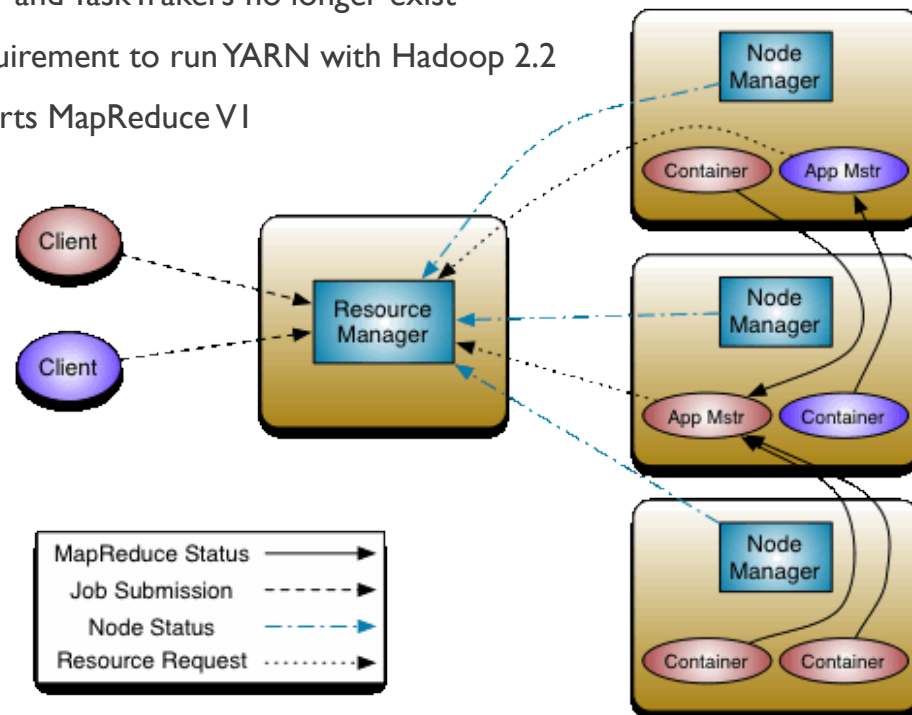 and TaskTrakers no longer exist
uirement to run YARN with Hadoop 2.2
rts MapReduce V1
Node
Manager
Container
App Mstr
Client
Resource
Manager
Node
Manager
Client
App Mstr
Container
MapReduce Status
Job Submission
Node Status
Resource Request
Node
Manager
Container
Container